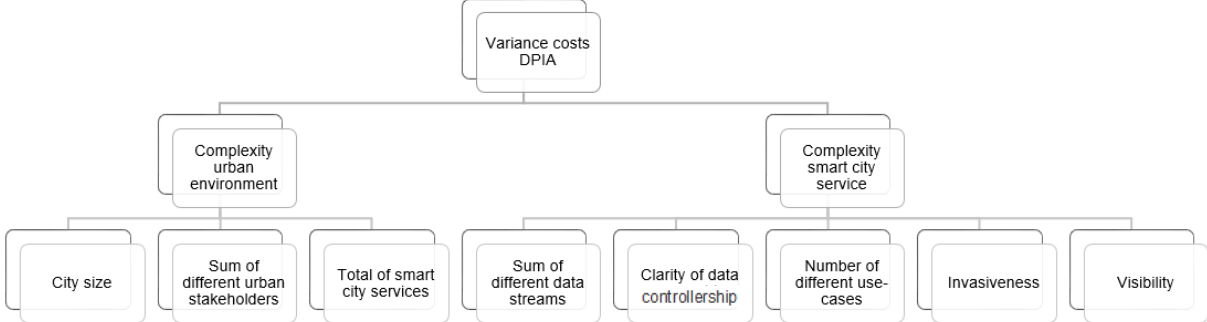 Variance costs
DPIA
Complexity
urban
environment
Complexity
smart city
service
City size
Sum of
different urban
stakeholders
Total of smart
city services
Sum of
different data
streams
Clarity of data
controllership
Number of
different use-
cases
Invasiveness
Visibility